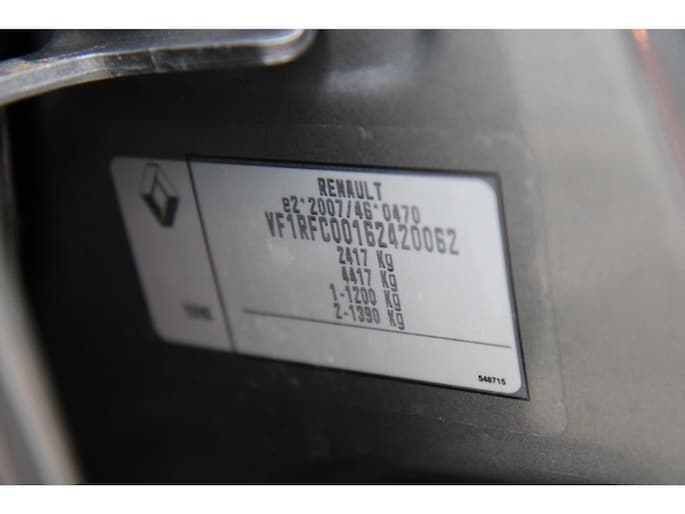 RENAULT
e2*2007/46*0470
VF1RFC00162420062
2417 Kg
4417 Kg
1-1200 Kg
2-1390 Kg
548715